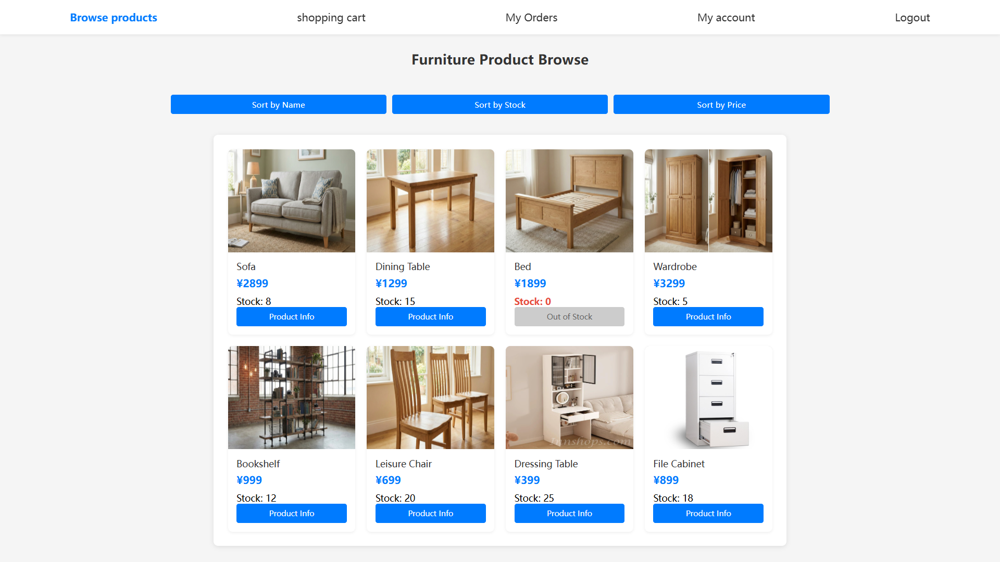 Browse products
shopping cart
My Orders
My account
Logout
Furniture Product Browse
Sort by Name
Sort by Stock
Sort by Price
Sofa
¥2899
Stock: 8
Product Info
Dining Table
¥1299
Stock: 15
Product Info
Bed
¥1899
Stock: 0
Out of Stock
Wardrobe
¥3299
Stock: 5
Product Info
Bookshelf
¥999
Stock: 12
Product Info
Leisure Chair
¥699
Stock: 20
Product Info
Innshops.com
Dressing Table
¥399
Stock: 25
Product Info
File Cabinet
¥899
Stock: 18
Product Info